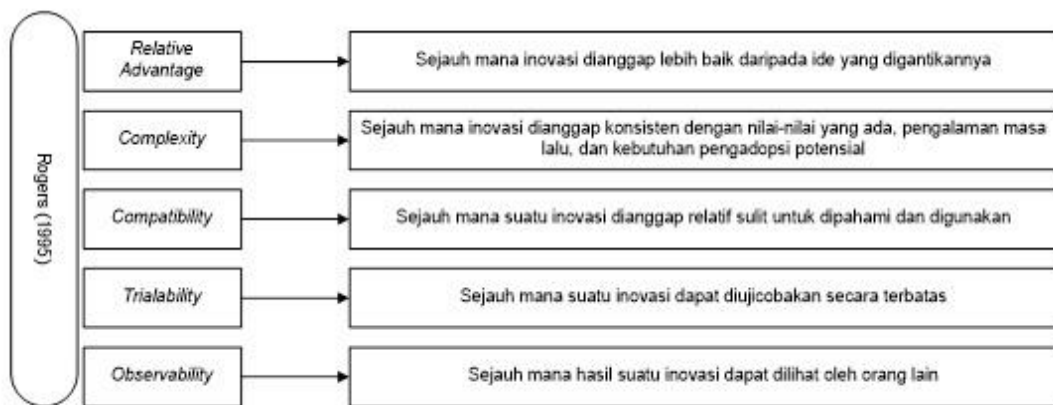 Rogers (1995)
Relative
Advantage
Sejauh mana inovasi dianggap lebih baik daripada ide yang digantikannya
Complexity
Sejauh mana inovasi dianggap konsisten dengan nilai-nilai yang ada, pengalaman masa
lalu, dan kebutuhan pengadopsi potensial
Compatibility
Sejauh mana suatu inovasi dianggap relatif sulit untuk dipahami dan digunakan
Trialability
Sejauh mana suatu inovasi dapat diujicobakan secara terbatas
Observability
Sejauh mana hasil suatu inovasi dapat dilihat oleh orang lain